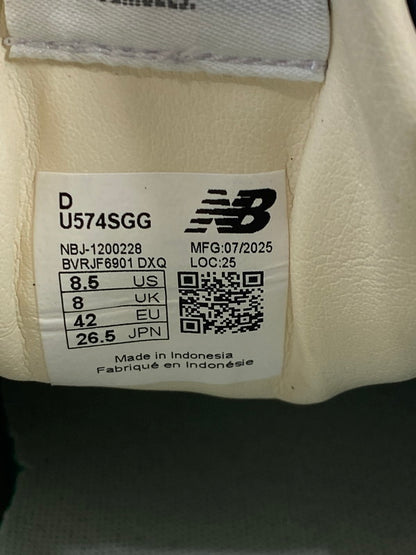 D
U574SGG
NB
NBJ-1200228
MFG:07/2025
BVRJF6901 DXQ
LOC:25
8.5 US
8 UK
42 EU
26.5 JPN
Made in Indonesia
Fabriqué en Indonésie